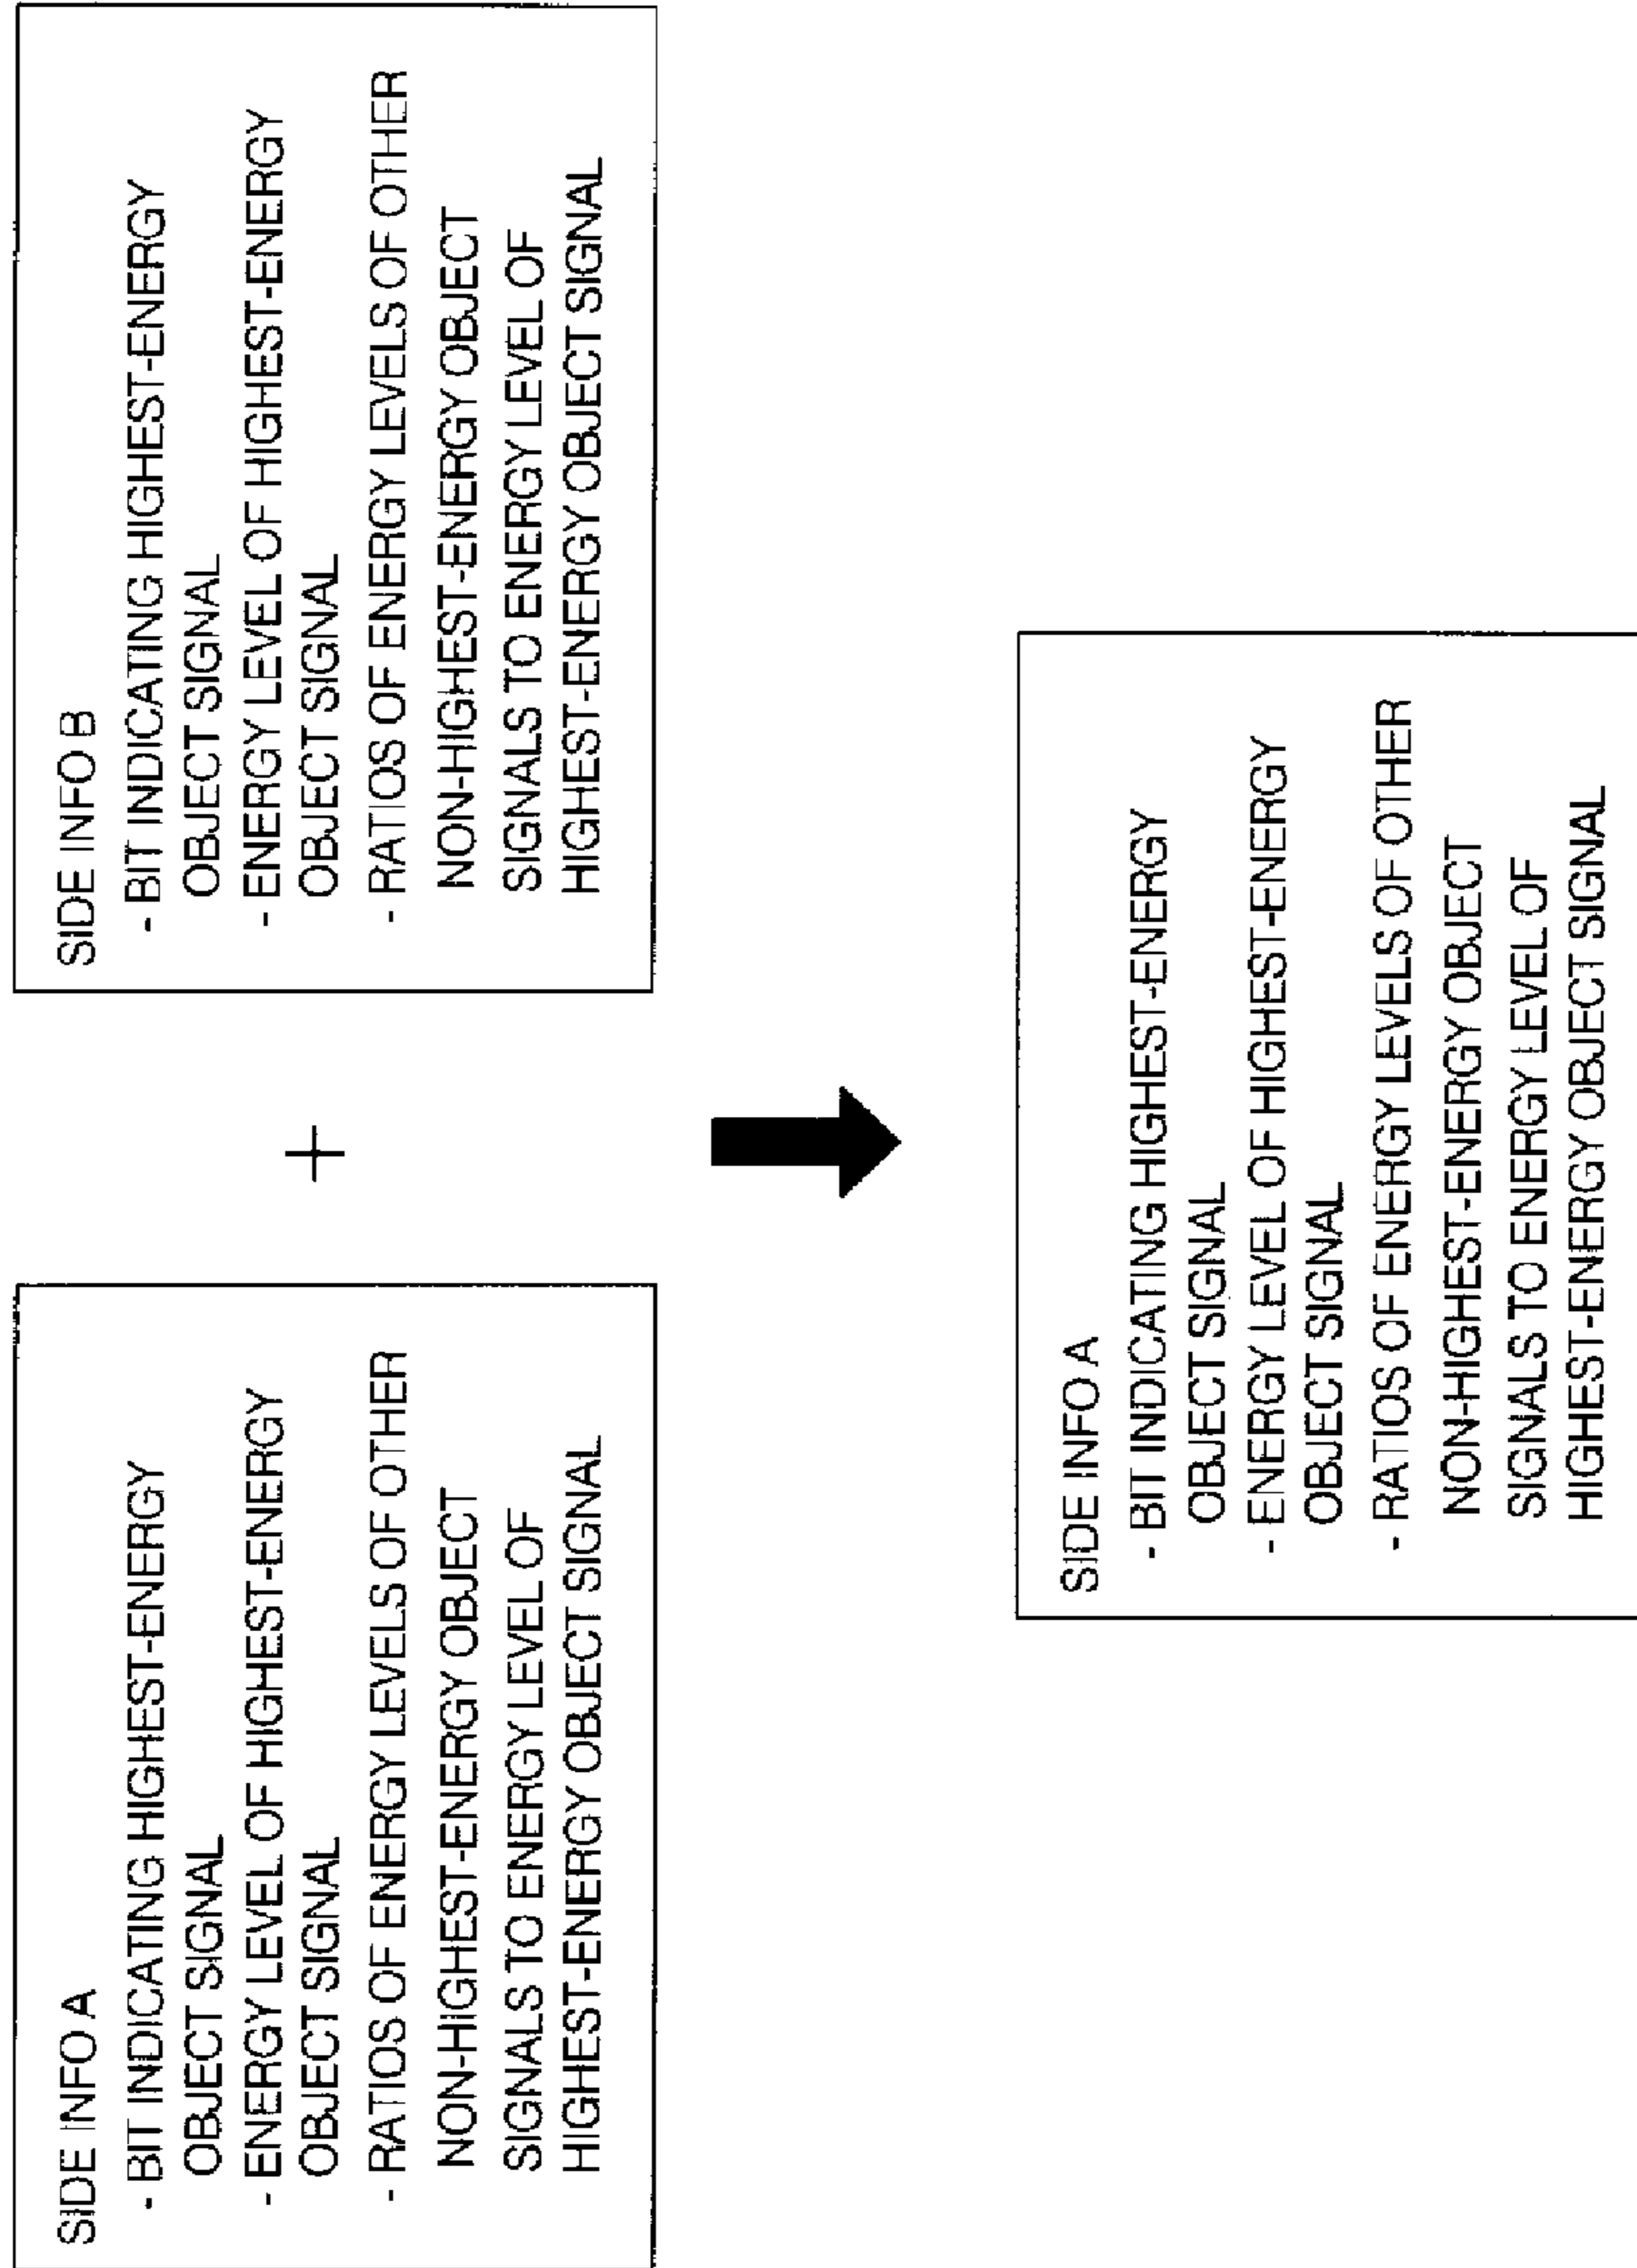 SIDE INFO A
- BIT INDICATING HIGHEST-ENERGY
OBJECT SIGNAL
- ENERGY LEVEL OF HIGHEST-ENERGY
OBJECT SIGNAL
- RATIOS OF ENERGY LEVELS OF OTHER
NON-HIGHEST-ENERGY OBJECT
SIGNALS TO ENERGY LEVEL OF
HIGHEST-ENERGY OBJECT SIGNAL
+
SIDE INFO B
- BIT INDICATING HIGHEST-ENERGY
OBJECT SIGNAL
- ENERGY LEVEL OF HIGHEST-ENERGY
OBJECT SIGNAL
- RATIOS OF ENERGY LEVELS OF OTHER
NON-HIGHEST-ENERGY OBJECT
SIGNALS TO ENERGY LEVEL OF
HIGHEST-ENERGY OBJECT SIGNAL
SIDE INFO A
- BIT INDICATING HIGHEST-ENERGY
OBJECT SIGNAL
- ENERGY LEVEL OF HIGHEST-ENERGY
OBJECT SIGNAL
- RATIOS OF ENERGY LEVELS OF OTHER
NON-HIGHEST-ENERGY OBJECT
SIGNALS TO ENERGY LEVEL OF
HIGHEST-ENERGY OBJECT SIGNAL